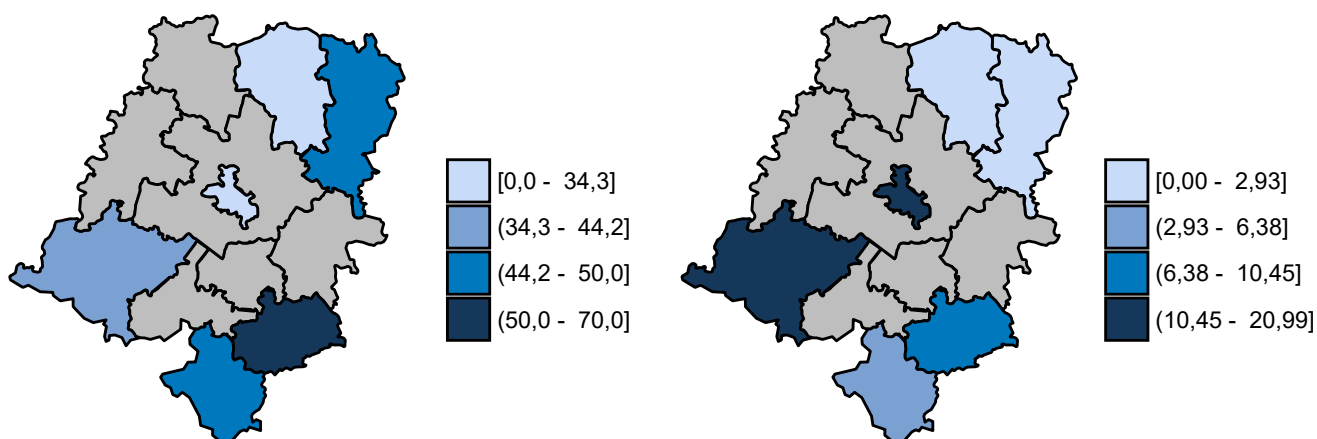 [0,0 - 34,3]
(34,3 - 44,2]
(44,2 - 50,0]
(50,0 - 70,0]
[0,00 - 2,93]
(2,93 - 6,38]
(6,38 - 10,45]
(10,45 - 20,99]